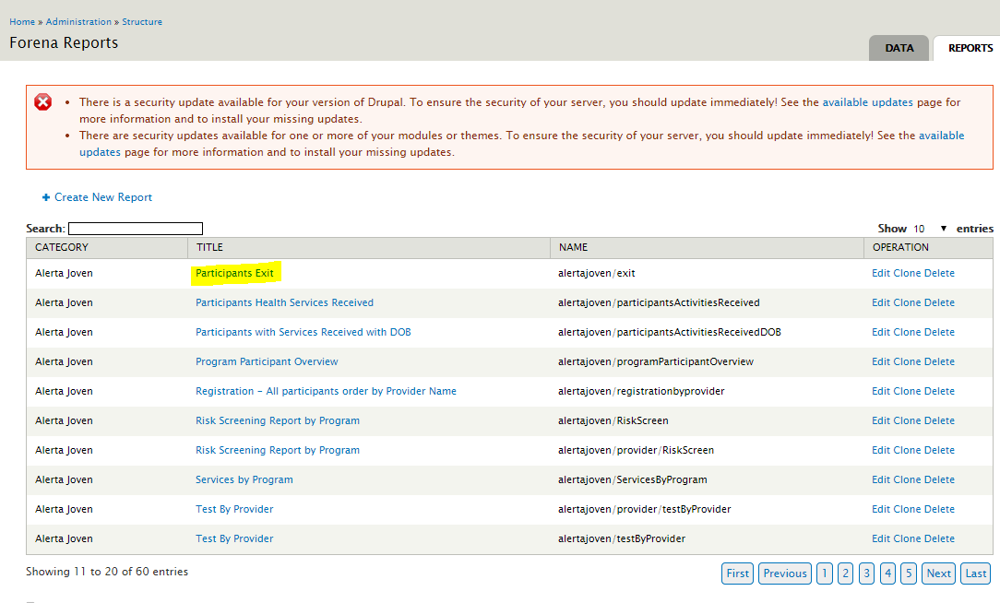 Home » Administration » Structure
Forena Reports
DATA
REPORTS
There is a security update available for your version of Drupal. To ensure the security of your server, you should update immediately! See the available updates page for
more information and to install your missing updates.
There are security updates available for one or more of your modules or themes. To ensure the security of your server, you should update immediately! See the available
updates page for more information and to install your missing updates.
+ Create New Report
Search:
Show 10 ▼ entries
CATEGORY TITLE NAME OPERATION
Alerta Joven Participants Exit alertajoven/exit Edit Clone Delete
Alerta Joven Participants Health Services Received alertajoven/participantsActivitiesReceived Edit Clone Delete
Alerta Joven Participants with Services Received with DOB alertajoven/participantsActivitiesReceivedDOB Edit Clone Delete
Alerta Joven Program Participant Overview alertajoven/programParticipantOverview Edit Clone Delete
Alerta Joven Registration - All participants order by Provider Name alertajoven/registrationbyprovider Edit Clone Delete
Alerta Joven Risk Screening Report by Program alertajoven/RiskScreen Edit Clone Delete
Alerta Joven Risk Screening Report by Program alertajoven/provider/RiskScreen Edit Clone Delete
Alerta Joven Services by Program alertajoven/ServicesByProgram Edit Clone Delete
Alerta Joven Test By Provider alertajoven/provider/testByProvider Edit Clone Delete
Alerta Joven Test By Provider alertajoven/testByProvider Edit Clone Delete
Showing 11 to 20 of 60 entries
First Previous 1 2 3 4 5 Next Last